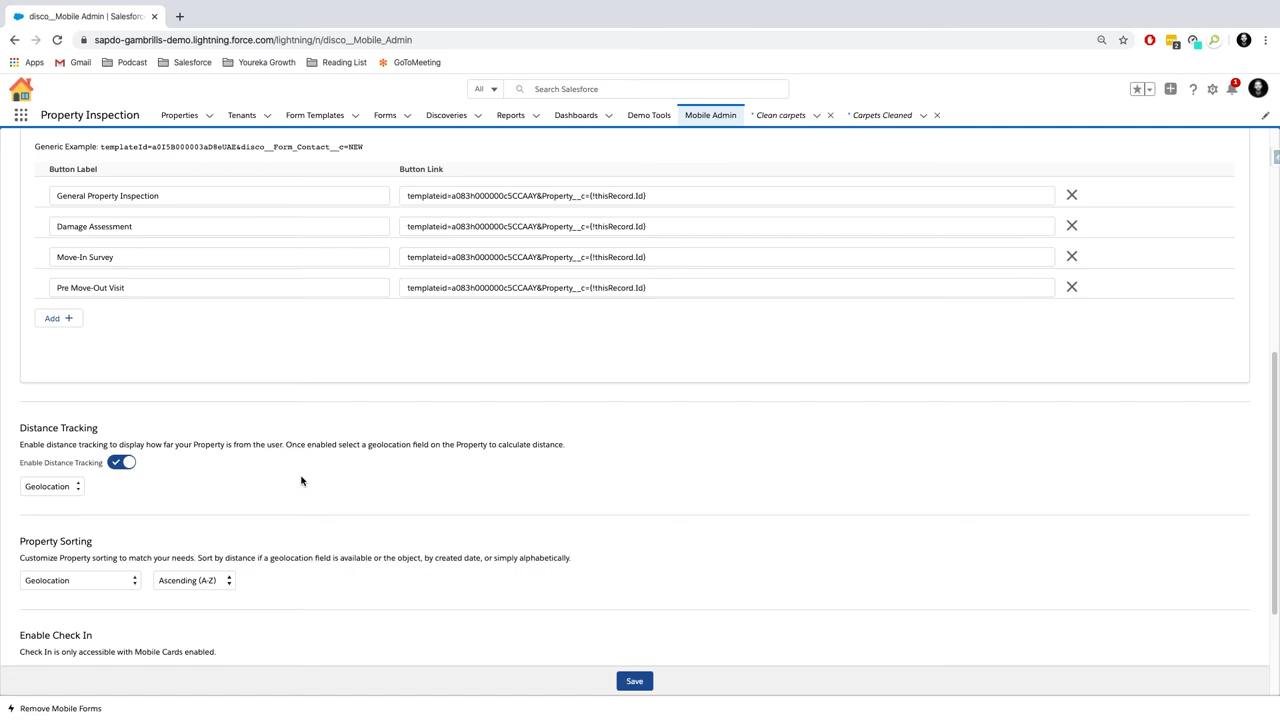 disco__Mobile Admin | Salesforc
sapdo-gambrills-demo.lightning.force.com/lightning/n/disco__Mobile_Admin
2
Apps Gmail Podcast Salesforce Youreka Growth Reading List GoToMeeting
All Search Salesforce
1
Property Inspection Properties Tenants Form Templates Forms Discoveries Reports Dashboards Demo Tools Mobile Admin * Clean carpets * Carpets Cleaned
Generic Example: templateId=a0I5B000003aD8eUAE&disco__Form_Contact__c=NEW
Button Label Button Link
General Property Inspection templateid=a083h000000c5CCAAY&Property__c={!thisRecord.Id}
Damage Assessment templateid=a083h000000c5CCAAY&Property__c={!thisRecord.Id}
Move-In Survey templateid=a083h000000c5CCAAY&Property__c={!thisRecord.Id}
Pre Move-Out Visit templateid=a083h000000c5CCAAY&Property__c={!thisRecord.Id}
Add +
Distance Tracking
Enable distance tracking to display how far your Property is from the user. Once enabled select a geolocation field on the Property to calculate distance.
Enable Distance Tracking
Geolocation
Property Sorting
Customize Property sorting to match your needs. Sort by distance if a geolocation field is available or the object, by created date, or simply alphabetically.
Geolocation Ascending (A-Z)
Enable Check In
Check In is only accessible with Mobile Cards enabled.
Save
Remove Mobile Forms